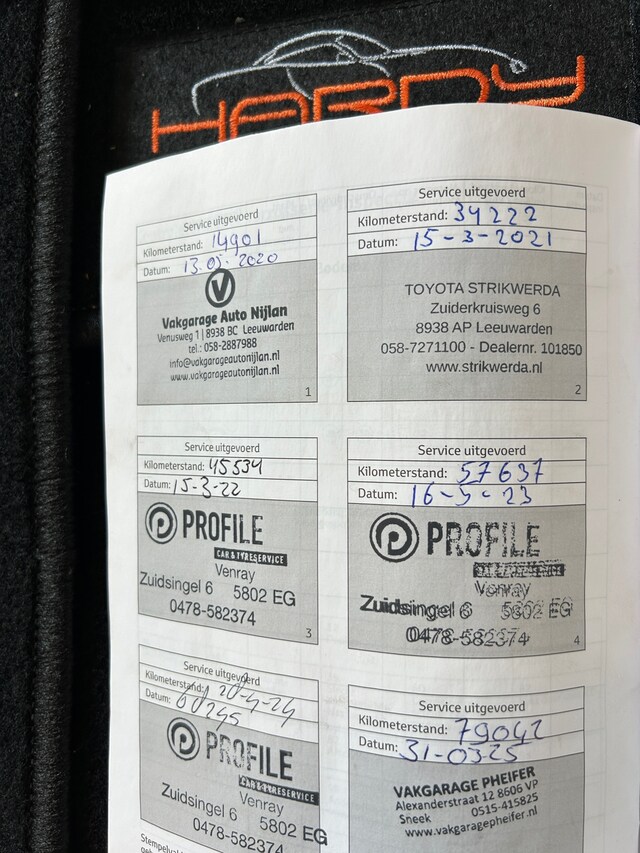 HARDY
Service uitgevoerd
Kilometerstand: 14901
Datum: 13.05.2020
Vakgarage Auto Nijlan
Venusweg 1 | 8938 BC Leeuwarden
tel.: 058-2887988
info@vakgarageautonijlan.nl
www.vakgarageautonijlan.nl
1
Service uitgevoerd
Kilometerstand: 34222
Datum: 15-3-2021
TOYOTA STRIKWERDA
Zuiderkruisweg 6
8938 AP Leeuwarden
058-7271100 - Dealernr. 101850
www.strikwerda.nl
2
Service uitgevoerd
Kilometerstand: 45534
Datum: 15-3-22
PROFILE
CAR & TYRESERVICE
Venray
Zuidsingel 6 5802 EG
0478-582374
3
Service uitgevoerd
Kilometerstand: 57637
Datum: 16-3-23
PROFILE
CAR & TYRESERVICE
Venray
Zuidsingel 6 5802 EG
0478-582374
4
Service uitgevoerd
Kilometerstand: 20-4-24
Datum: 68245
PROFILE
CAR & TYRESERVICE
Venray
Zuidsingel 6 5802 EG
0478-582374
Service uitgevoerd
Kilometerstand: 79042
Datum: 31-03-25
VAKGARAGE PHEIFER
Alexanderstraat 12 8606 VP
Sneek 0515-415825
www.vakgaragepheifer.nl